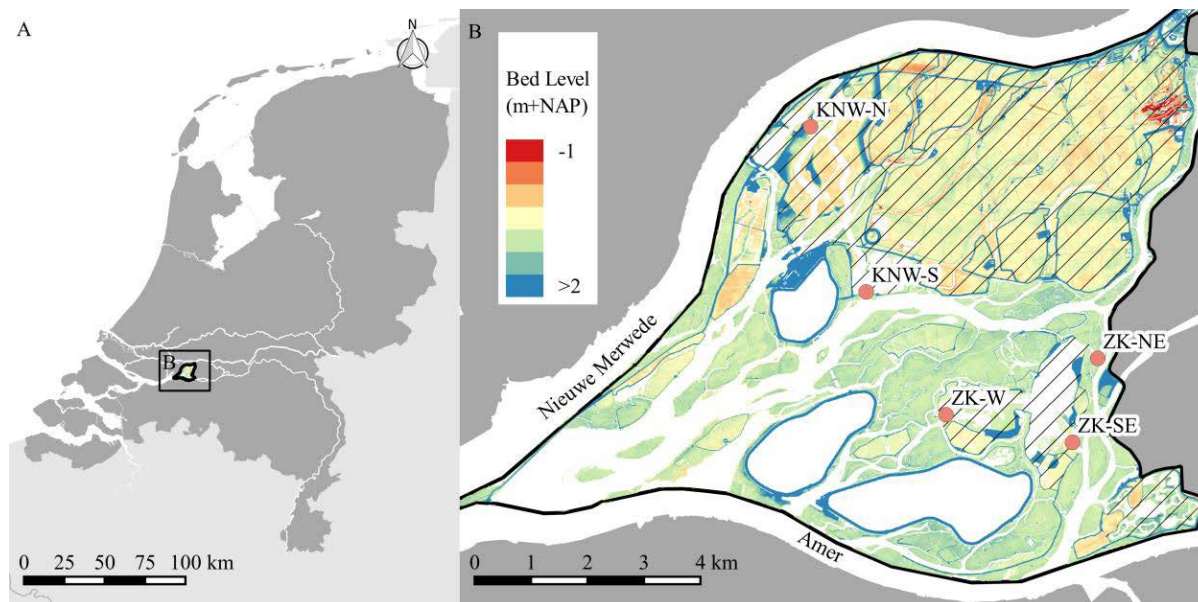 A
N
B
0 25 50 75 100 km
B
Bed Level
(m+NAP)
-1
>2
KNW-N
KNW-S
ZK-NE
ZK-W
ZK-SE
Nieuwe Merwede
Amer
0 1 2 3 4 km